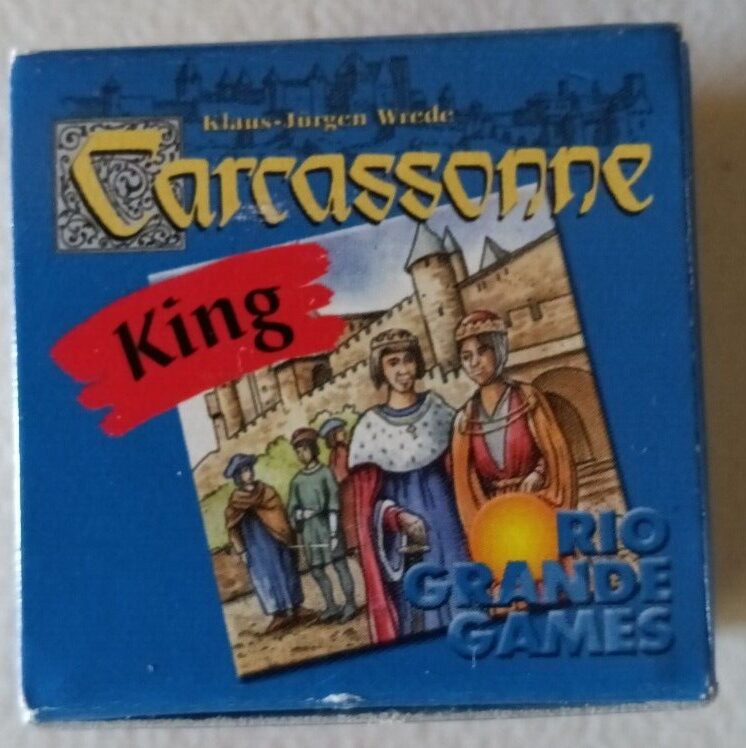 Klaus-Jürgen Wrede
Carcassonne
King
RIO
GRANDE
GAMES